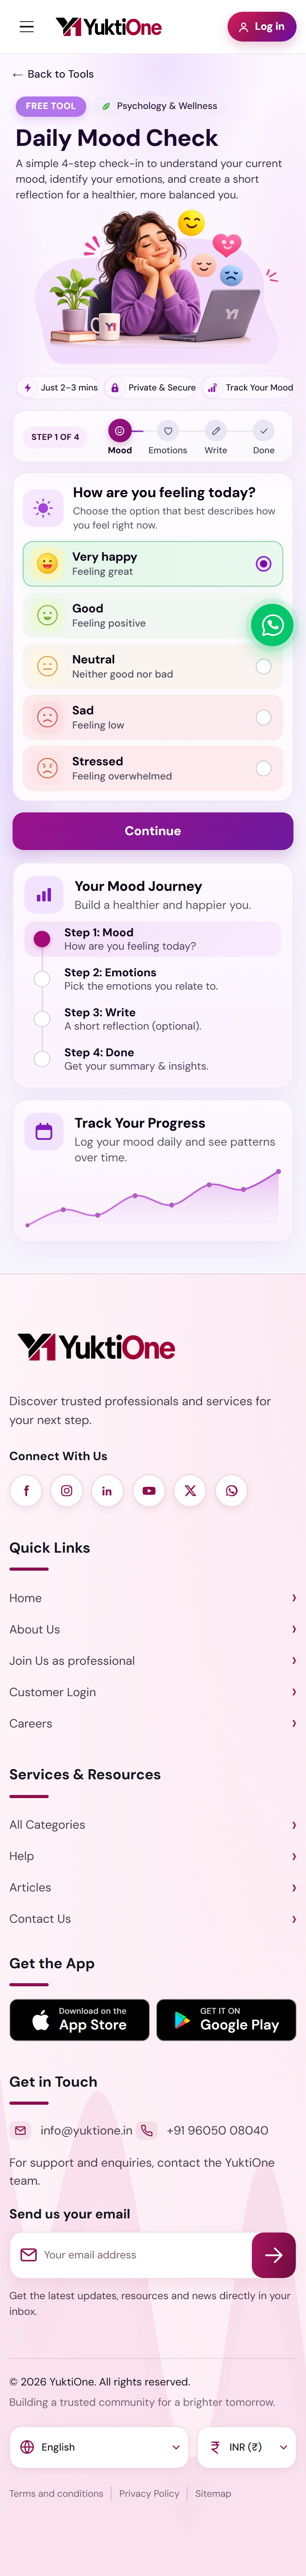 YuktiOne
Log in
← Back to Tools
FREE TOOL
Psychology & Wellness
Daily Mood Check
A simple 4-step check-in to understand your current
mood, identify your emotions, and create a short
reflection for a healthier, more balanced you.
Just 2–3 mins
Private & Secure
Track Your Mood
STEP 1 OF 4
Mood
Emotions
Write
Done
How are you feeling today?
Choose the option that best describes how
you feel right now.
Very happy
Feeling great
Good
Feeling positive
Neutral
Neither good nor bad
Sad
Feeling low
Stressed
Feeling overwhelmed
Continue
Your Mood Journey
Build a healthier and happier you.
Step 1: Mood
How are you feeling today?
Step 2: Emotions
Pick the emotions you relate to.
Step 3: Write
A short reflection (optional).
Step 4: Done
Get your summary & insights.
Track Your Progress
Log your mood daily and see patterns
over time.
YuktiOne
Discover trusted professionals and services for
your next step.
Connect With Us
Quick Links
Home
About Us
Join Us as professional
Customer Login
Careers
Services & Resources
All Categories
Help
Articles
Contact Us
Get the App
Download on the
App Store
GET IT ON
Google Play
Get in Touch
info@yuktione.in
+91 96050 08040
For support and enquiries, contact the YuktiOne
team.
Send us your email
Your email address
Get the latest updates, resources and news directly in your
inbox.
© 2026 YuktiOne. All rights reserved.
Building a trusted community for a brighter tomorrow.
English
₹ INR (₹)
Terms and conditions
Privacy Policy
Sitemap